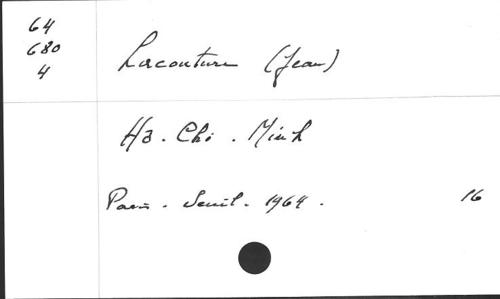 64
680
4
Lacouture (Jean)
Hô. Chi. Minh
Paris. Seuil. 1964.
16